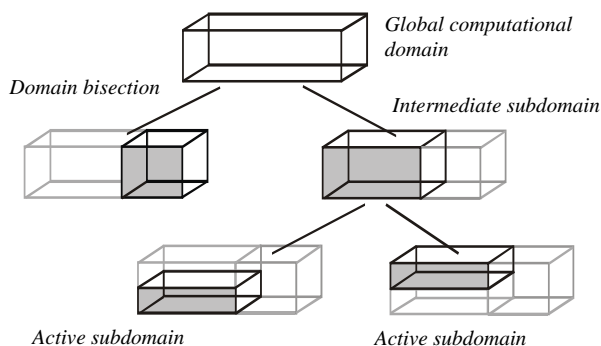 Global computational
domain
Domain bisection
Intermediate subdomain
Active subdomain
Active subdomain